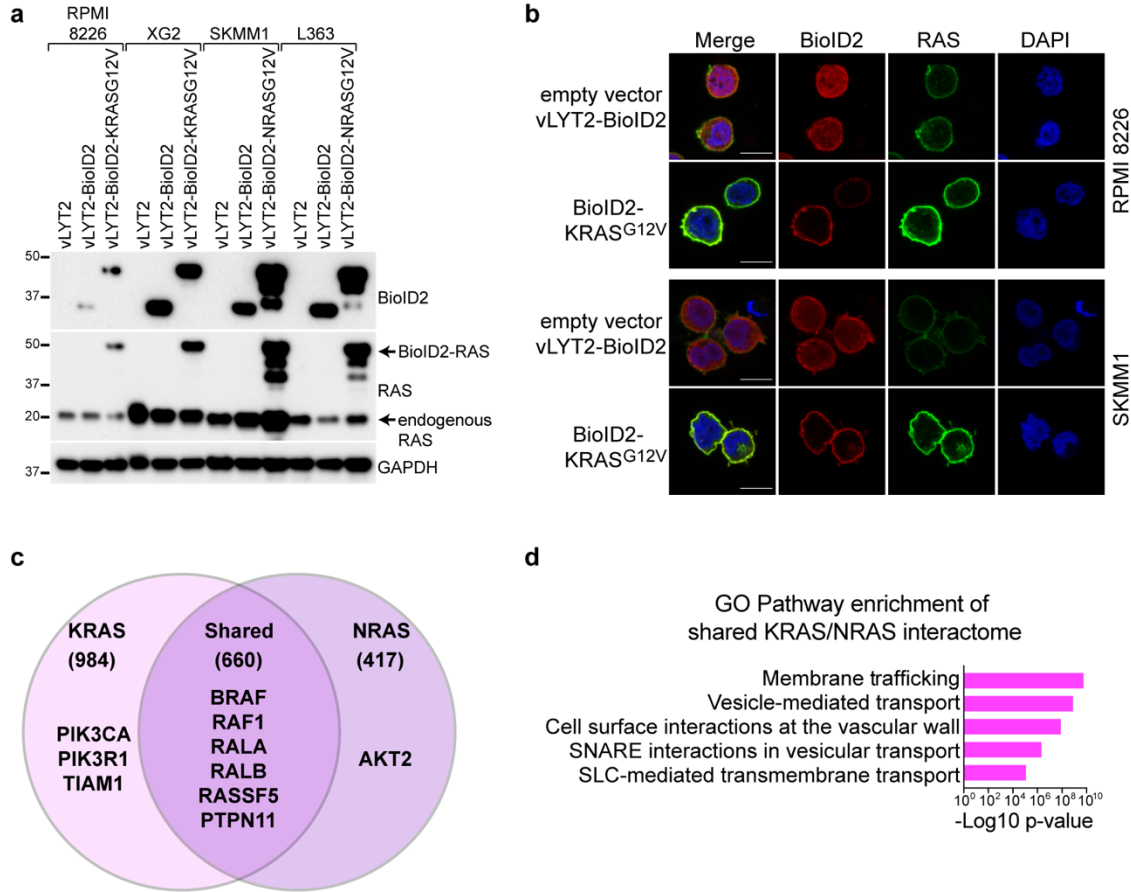 a
RPMI
8226
XG2
SKMM1
L363
vLYT2
vLYT2-BioID2
vLYT2-BioID2-KRASG12V
vLYT2
vLYT2-BioID2
vLYT2-BioID2-KRASG12V
vLYT2
vLYT2-BioID2
vLYT2-BioID2-NRASG12V
vLYT2
vLYT2-BioID2
vLYT2-BioID2-NRASG12V
50
37
BioID2
50
BioID2-RAS
37
RAS
20
endogenous
RAS
GAPDH
37
b
Merge BioID2 RAS DAPI
empty vector
vLYT2-BioID2
BioID2-
KRASG12V
RPMI 8226
empty vector
vLYT2-BioID2
BioID2-
KRASG12V
SKMM1
c
KRAS
(984)
PIK3CA
PIK3R1
TIAM1
Shared
(660)
BRAF
RAF1
RALA
RALB
RASSF5
PTPN11
NRAS
(417)
AKT2
d
GO Pathway enrichment of
shared KRAS/NRAS interactome
Membrane trafficking
Vesicle-mediated transport
Cell surface interactions at the vascular wall
SNARE interactions in vesicular transport
SLC-mediated transmembrane transport
10⁰ 10² 10⁴ 10⁶ 10⁸ 10¹⁰
-Log10 p-value